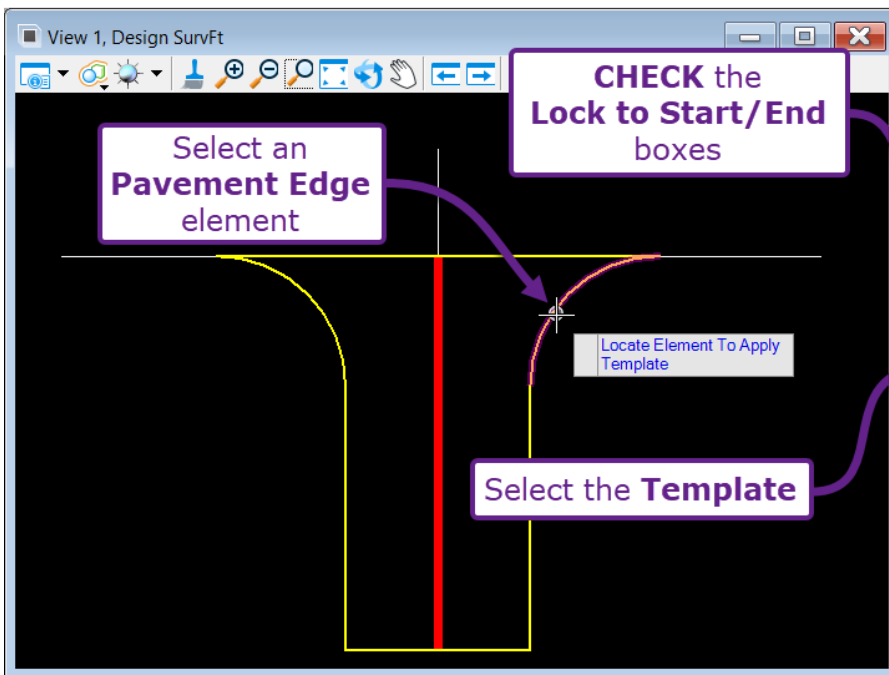 View 1, Design SurvFt
CHECK the
Lock to Start/End
boxes
Select an
Pavement Edge
element
Locate Element To Apply
Template
Select the Template